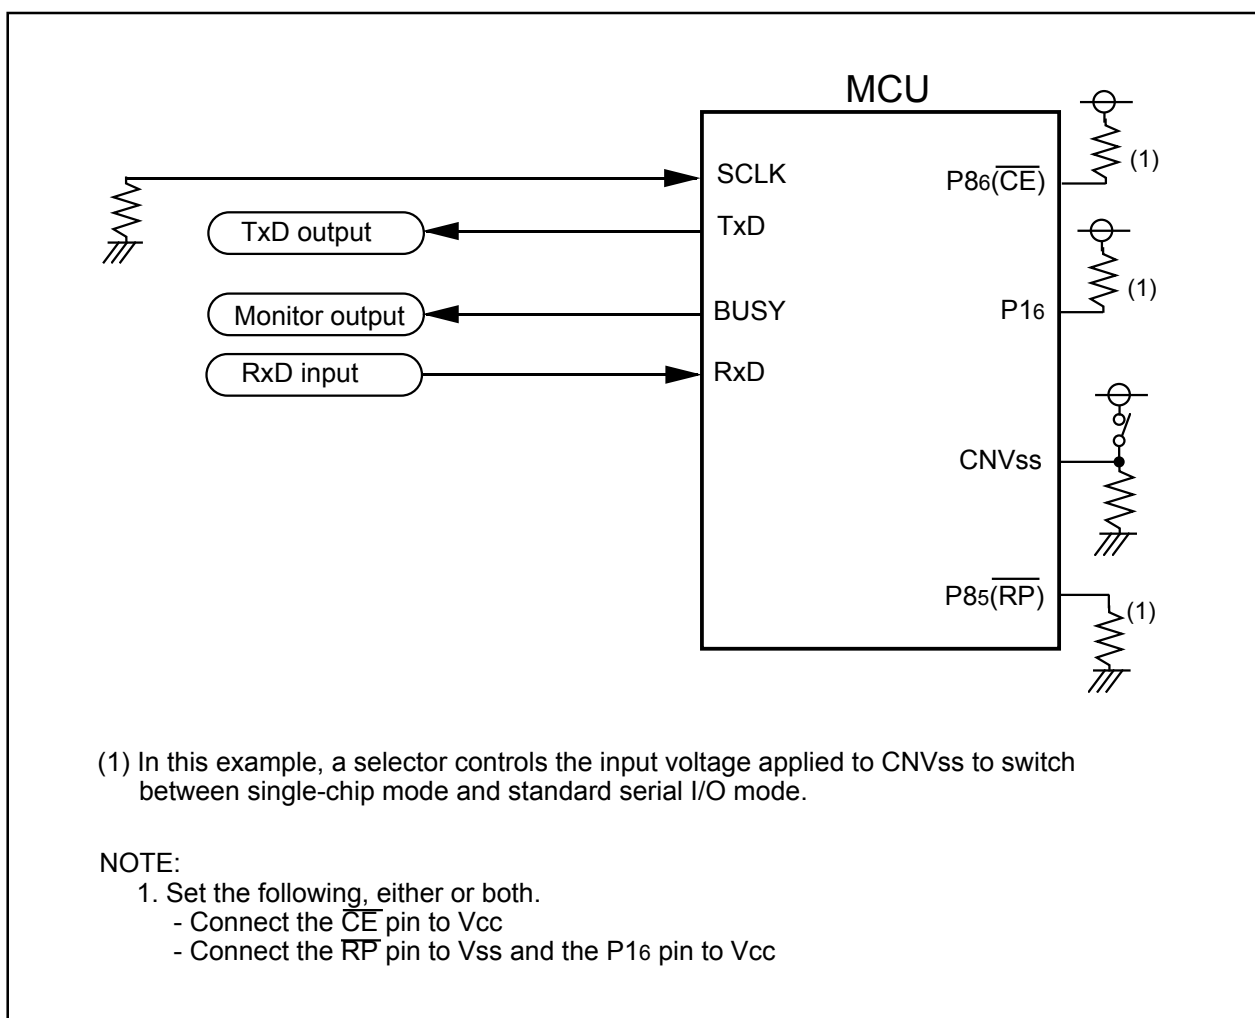 MCU
SCLK
P86(CE)
(1)
TxD output
TxD
Monitor output
BUSY
P16
(1)
RxD input
RxD
CNVss
P85(RP)
(1)
(1) In this example, a selector controls the input voltage applied to CNVss to switch
between single-chip mode and standard serial I/O mode.
NOTE:
1. Set the following, either or both.
- Connect the CE pin to Vcc
- Connect the RP pin to Vss and the P16 pin to Vcc